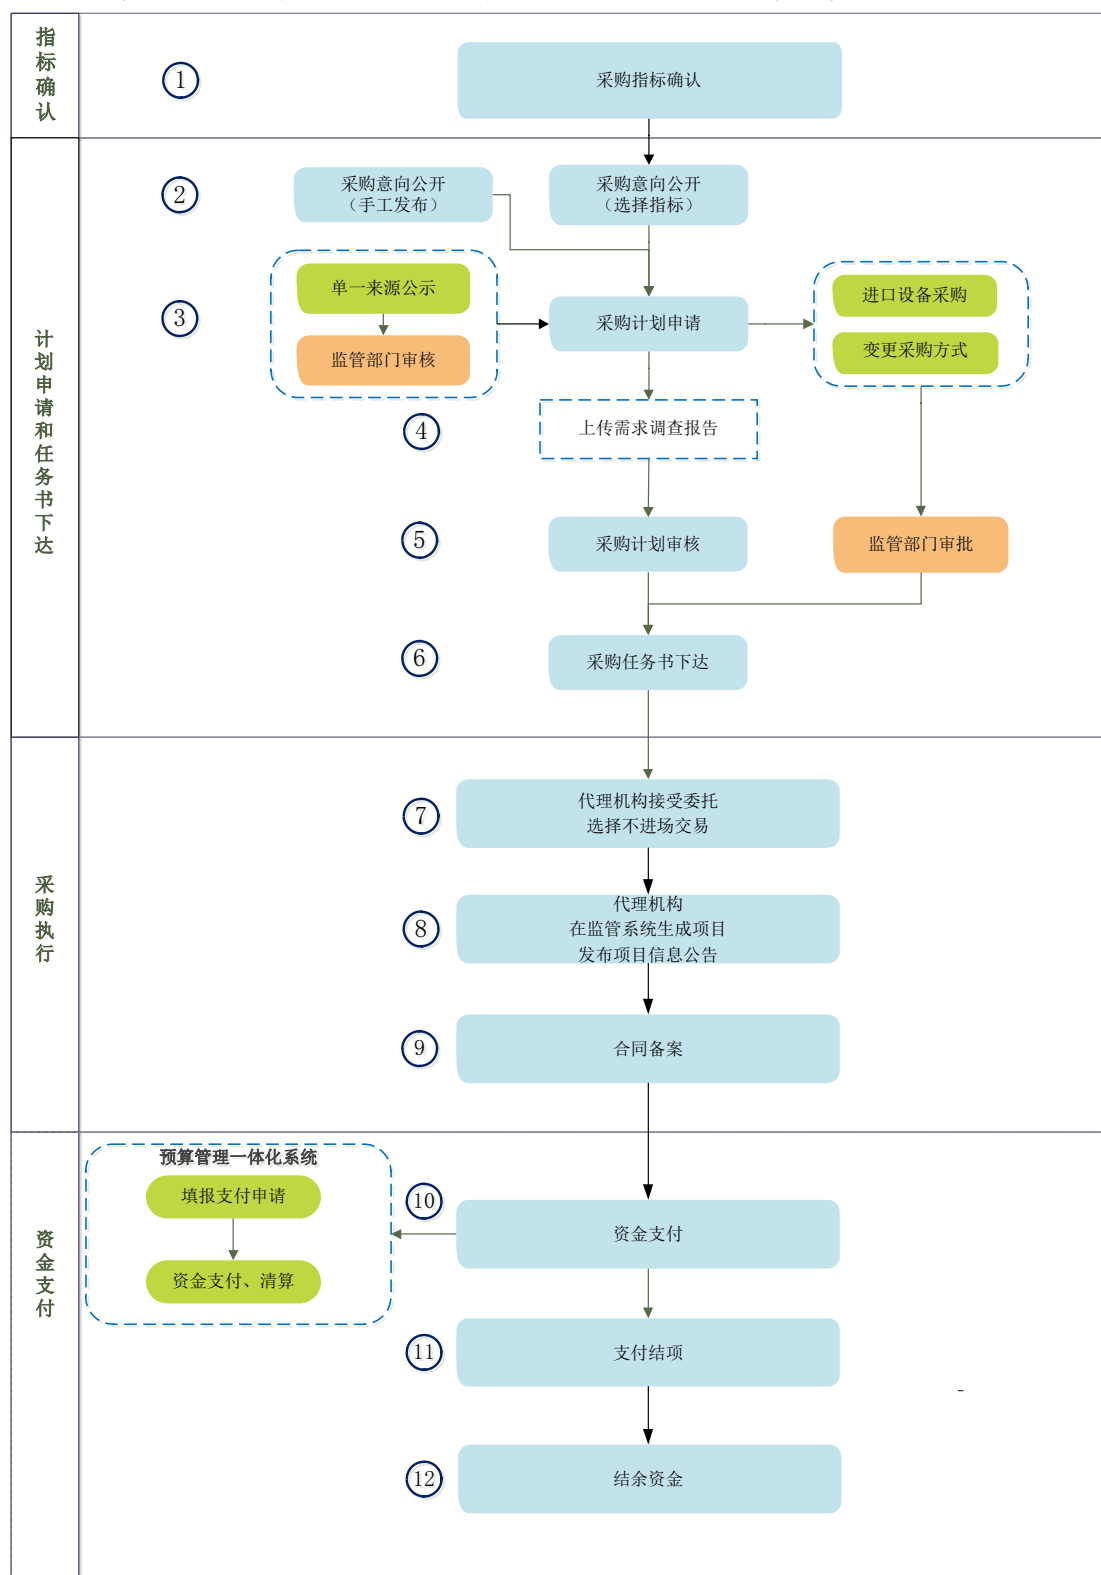 指标确认
①
采购指标确认
计划申请和任务书下达
②
采购意向公开
（手工发布）
采购意向公开
（选择指标）
③
单一来源公示
监管部门审核
采购计划申请
进口设备采购
变更采购方式
④
上传需求调查报告
⑤
采购计划审核
监管部门审批
⑥
采购任务书下达
采购执行
⑦
代理机构接受委托
选择不进场交易
⑧
代理机构
在监管系统生成项目
发布项目信息公告
⑨
合同备案
资金支付
预算管理一体化系统
填报支付申请
资金支付、清算
⑩
资金支付
⑪
支付结项
-
⑫
结余资金